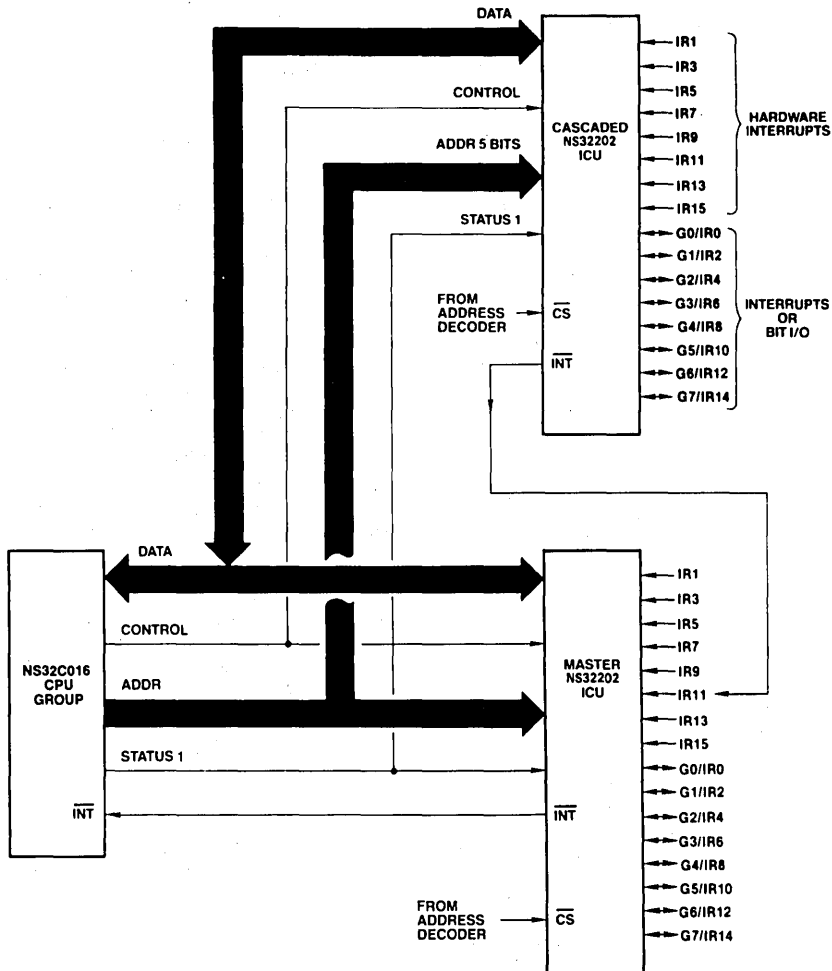 DATA
CONTROL
ADDR 5 BITS
STATUS 1
FROM
ADDRESS
DECODER
CASCADED
NS32202
ICU
CS
INT
IR1
IR3
IR5
IR7
IR9
IR11
IR13
IR15
G0/IR0
G1/IR2
G2/IR4
G3/IR6
G4/IR8
G5/IR10
G6/IR12
G7/IR14
HARDWARE
INTERRUPTS
INTERRUPTS
OR
BIT I/O
NS32C016
CPU
GROUP
INT
DATA
CONTROL
ADDR
STATUS 1
FROM
ADDRESS
DECODER
MASTER
NS32202
ICU
INT
CS
IR1
IR3
IR5
IR7
IR9
IR11
IR13
IR15
G0/IR0
G1/IR2
G2/IR4
G3/IR6
G4/IR8
G5/IR10
G6/IR12
G7/IR14